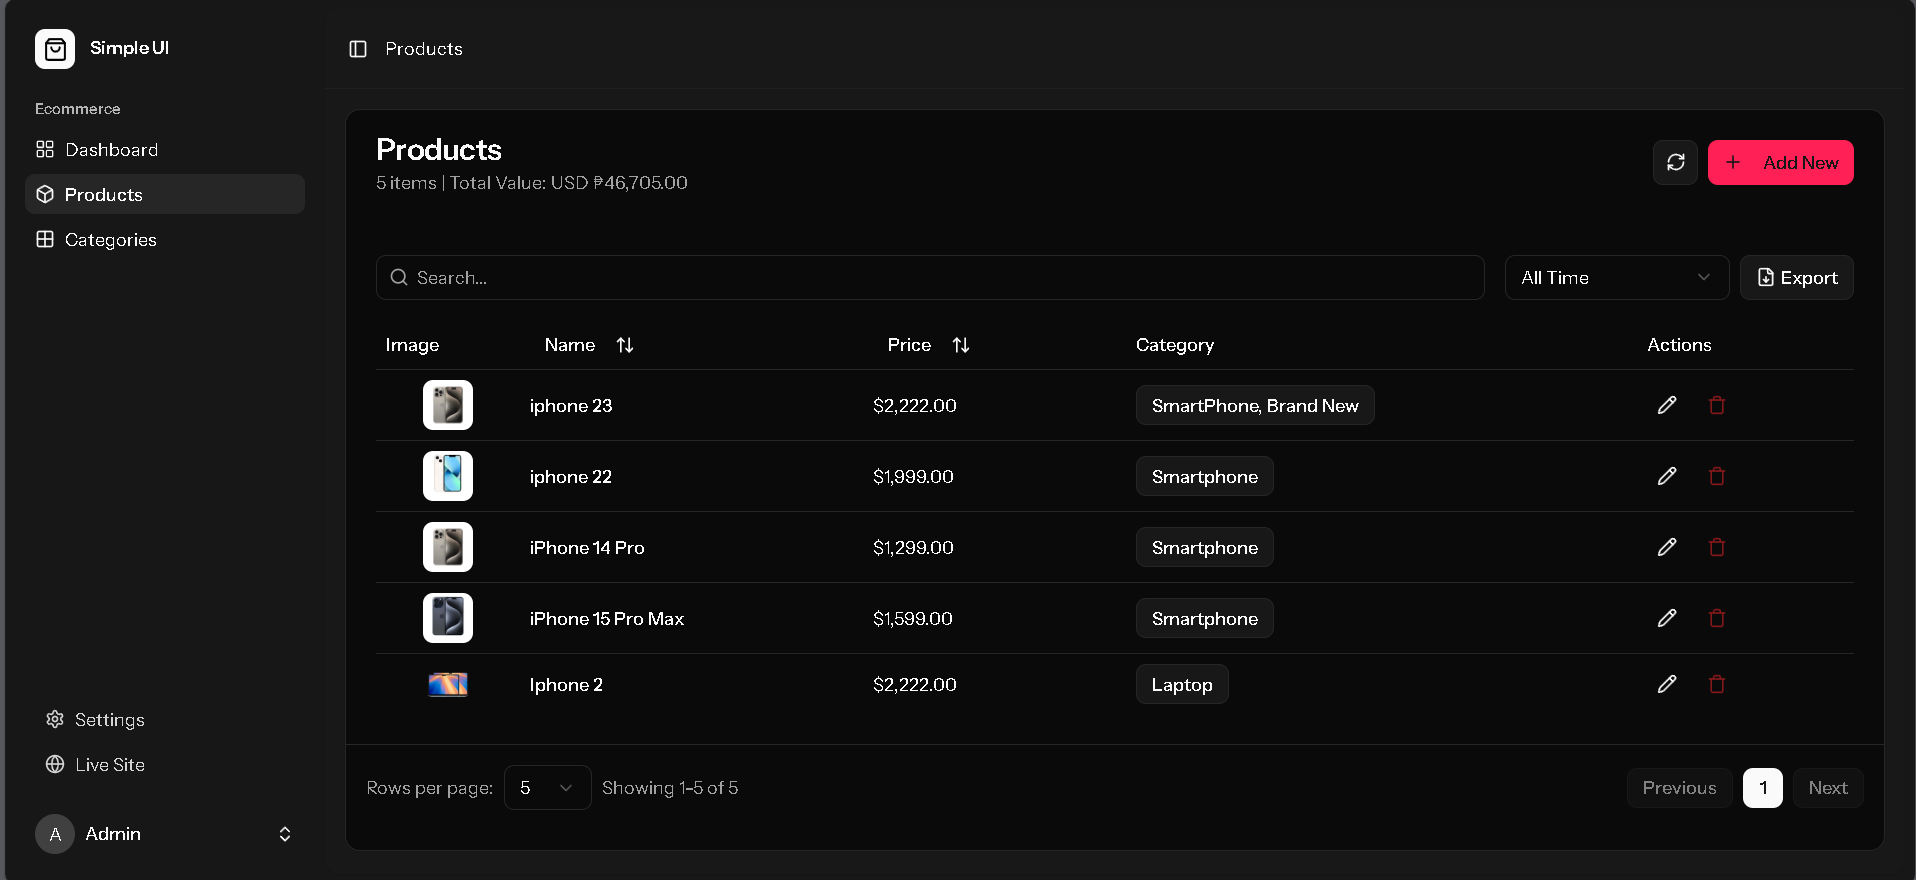 Simple UI
Products
Ecommerce
Dashboard
Products
Categories
Products
5 items | Total Value: USD ₱46,705.00
Add New
Search...
All Time
Export
Image Name Price Category Actions
iphone 23 $2,222.00 SmartPhone, Brand New
iphone 22 $1,999.00 Smartphone
iPhone 14 Pro $1,299.00 Smartphone
iPhone 15 Pro Max $1,599.00 Smartphone
Iphone 2 $2,222.00 Laptop
Rows per page: 5 Showing 1-5 of 5
Previous 1 Next
Settings
Live Site
A Admin